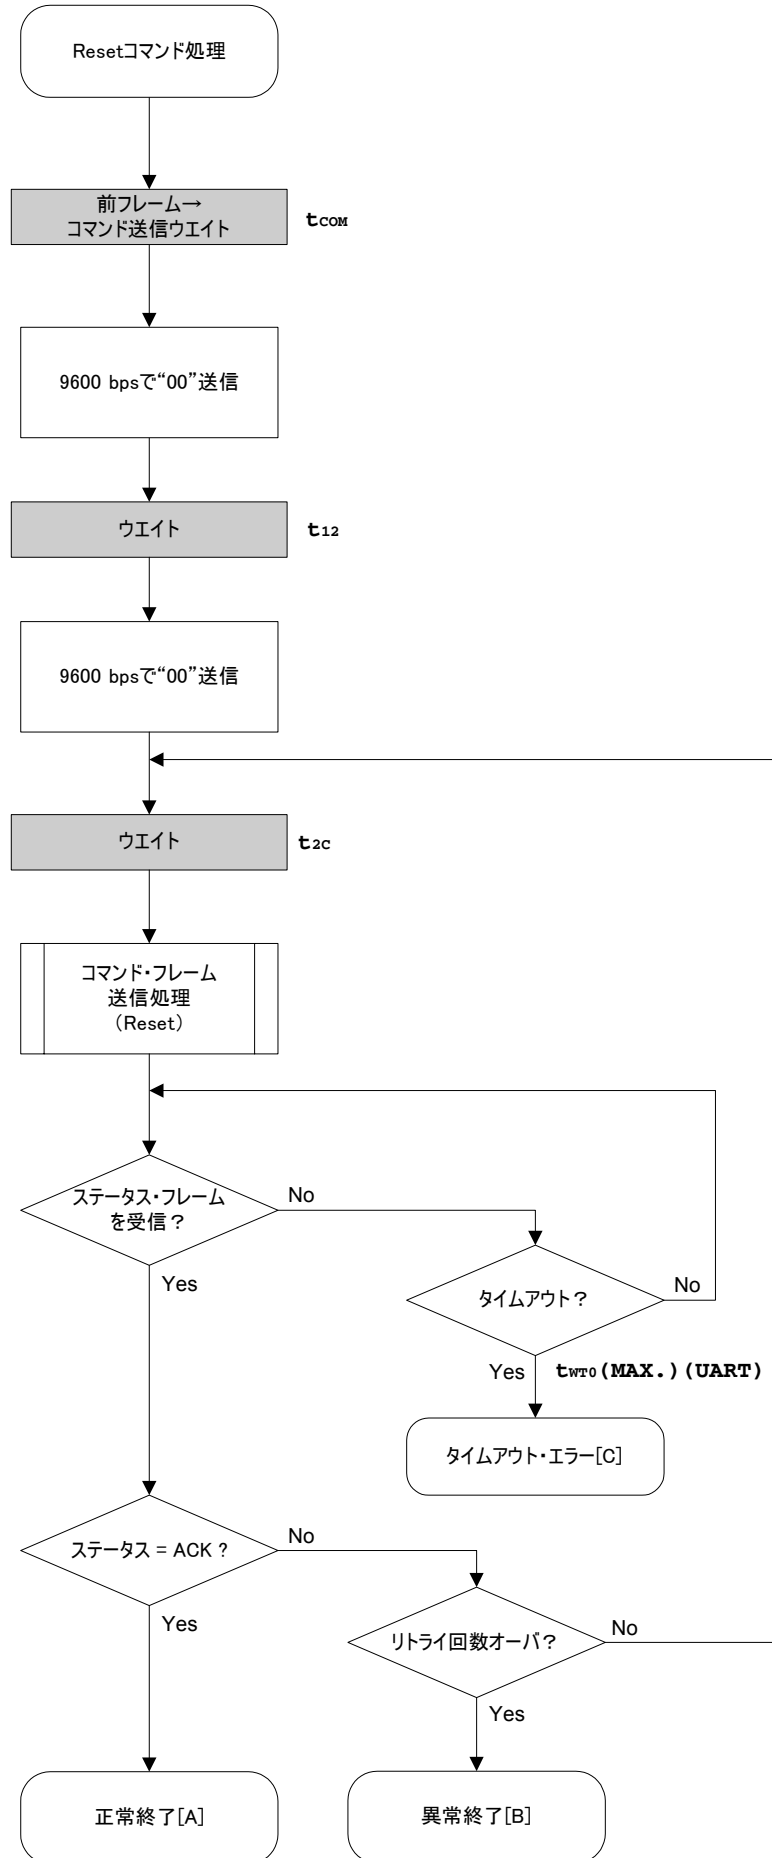 Resetコマンド処理
前フレーム→
コマンド送信ウエイト
tCOM
9600 bpsで“00”送信
ウエイト
t12
9600 bpsで“00”送信
ウエイト
t2C
コマンド・フレーム
送信処理
（Reset）
ステータス・フレーム
を受信？
No
Yes
タイムアウト？
No
Yes
tWT0(MAX.)(UART)
タイムアウト・エラー[C]
ステータス = ACK ?
No
Yes
リトライ回数オーバ？
No
Yes
正常終了[A]
異常終了[B]